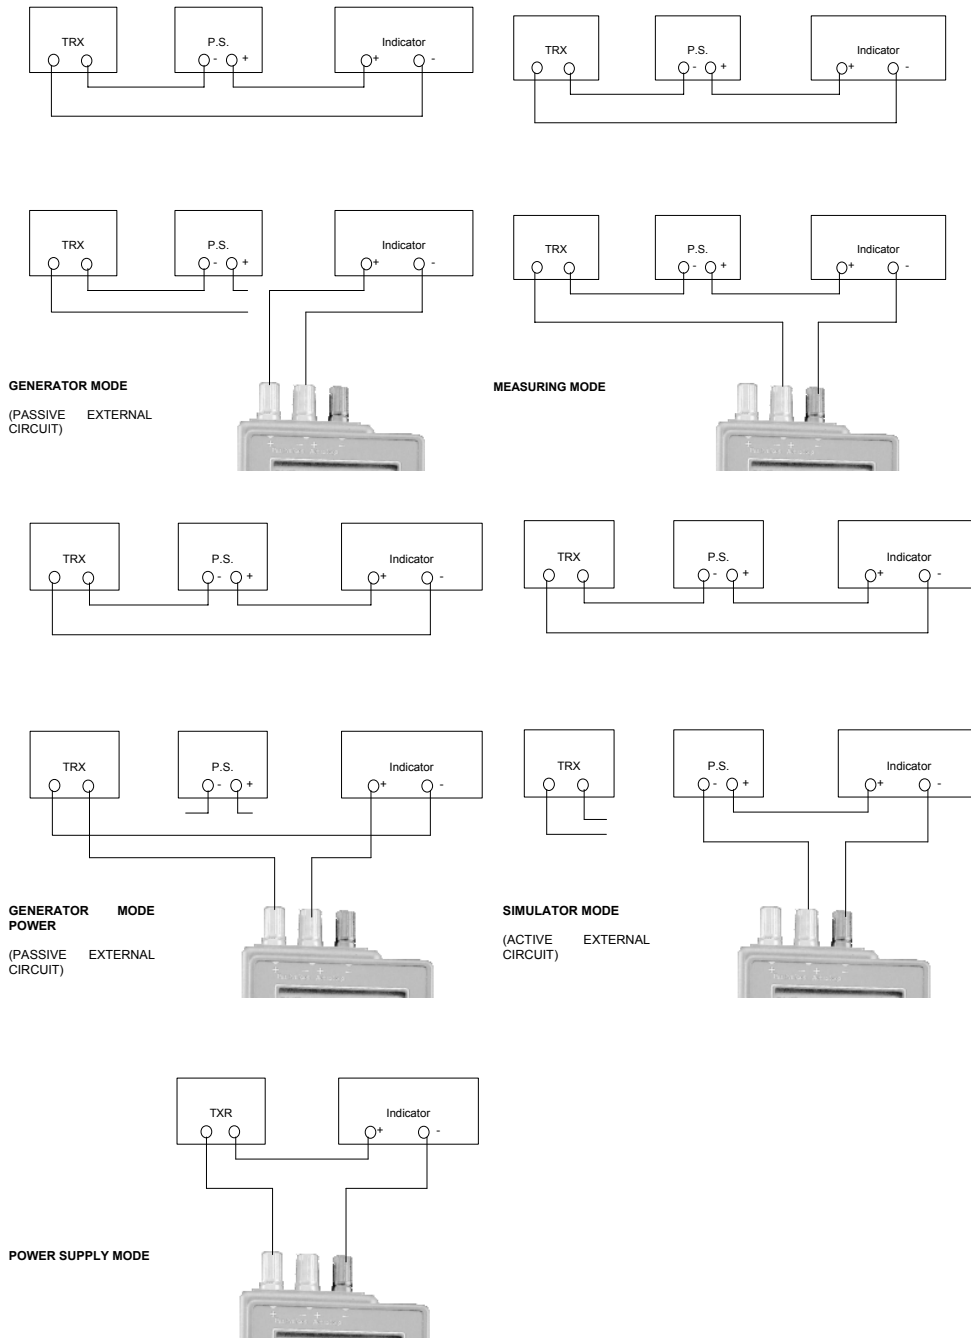 TRX P.S. Indicator
- + + -
TRX P.S. Indicator
- + + -
TRX P.S. Indicator
- + + -
TRX P.S. Indicator
- + + -
GENERATOR MODE
(PASSIVE EXTERNAL
CIRCUIT)
MEASURING MODE
TRX P.S. Indicator
- + + -
TRX P.S. Indicator
- + + -
TRX P.S. Indicator
- + + -
TRX P.S. Indicator
- + + -
GENERATOR MODE
POWER
(PASSIVE EXTERNAL
CIRCUIT)
SIMULATOR MODE
(ACTIVE EXTERNAL
CIRCUIT)
TXR Indicator
+ -
POWER SUPPLY MODE